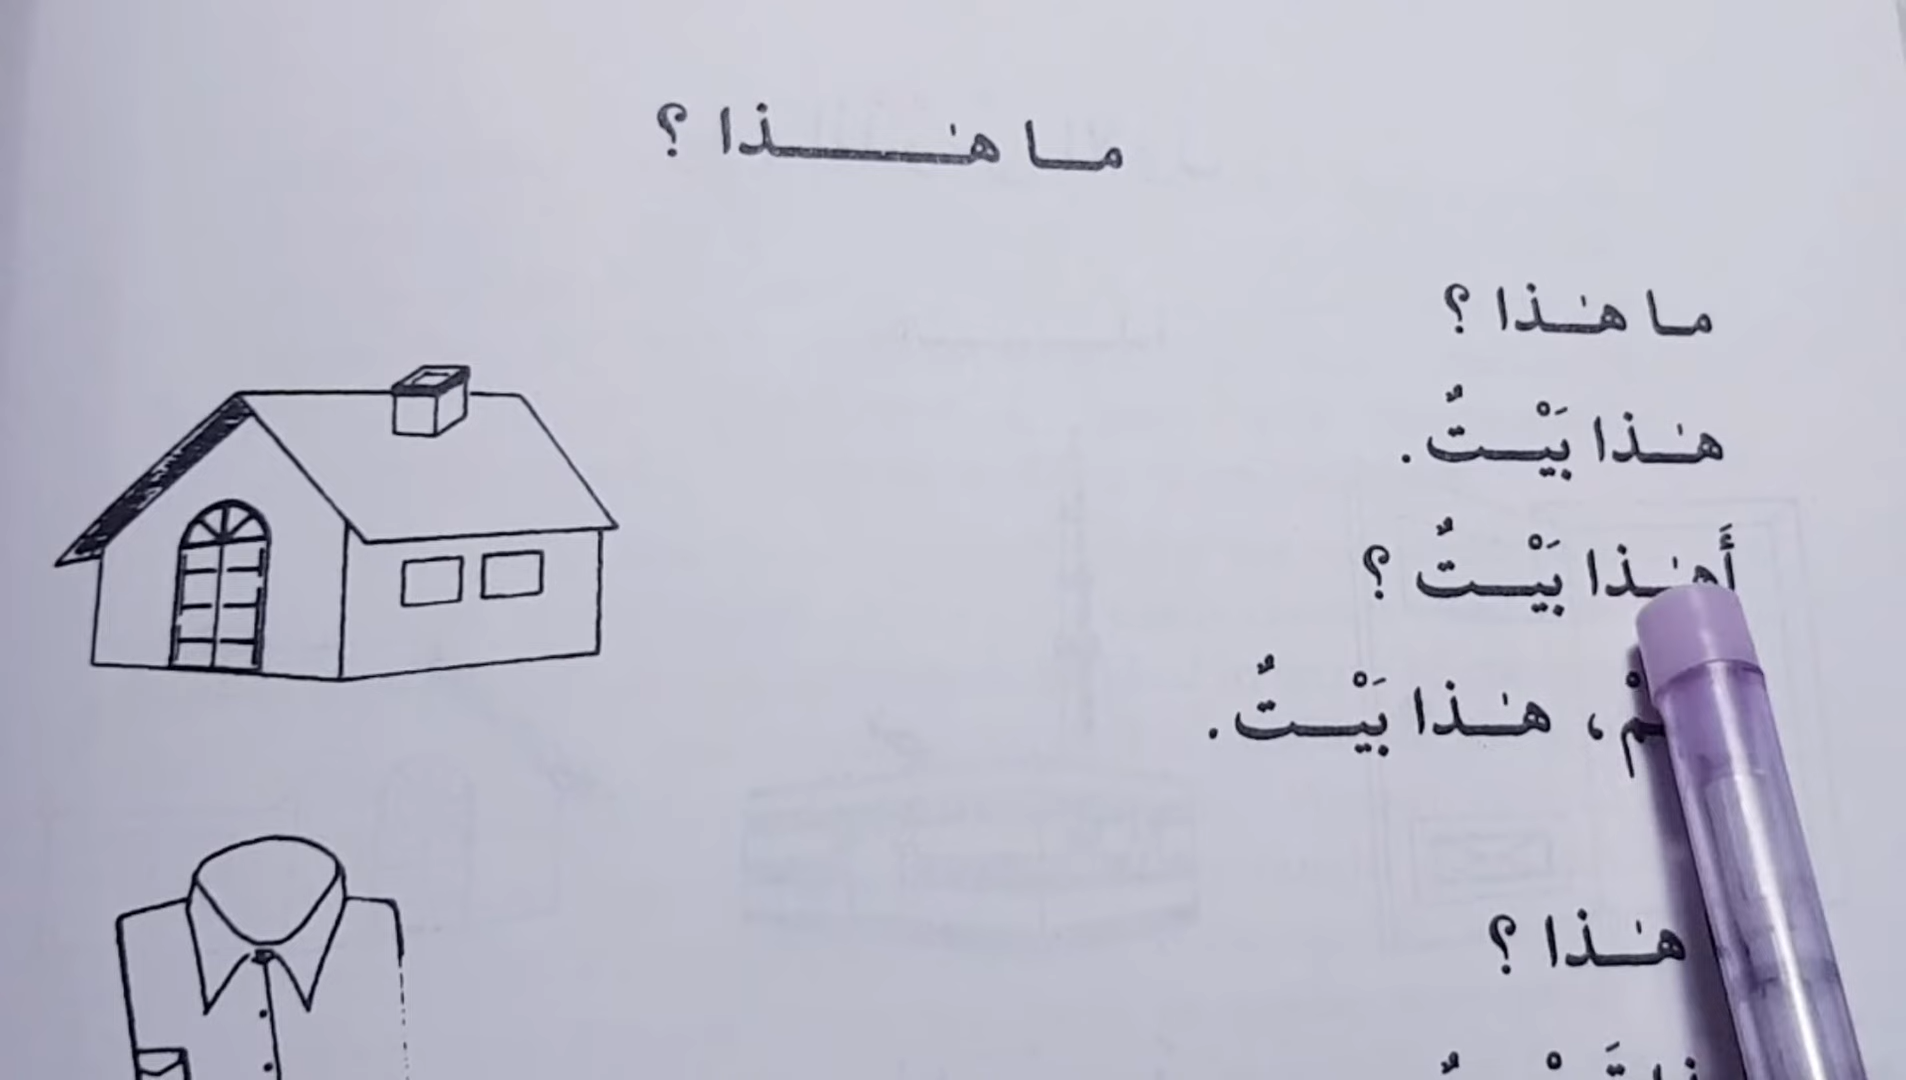 ما هٰذا ؟
ما هٰذا ؟
هٰذا بَيْتٌ .
أَهٰذا بَيْتٌ ؟
، هٰذا بَيْتٌ .
هٰذا ؟